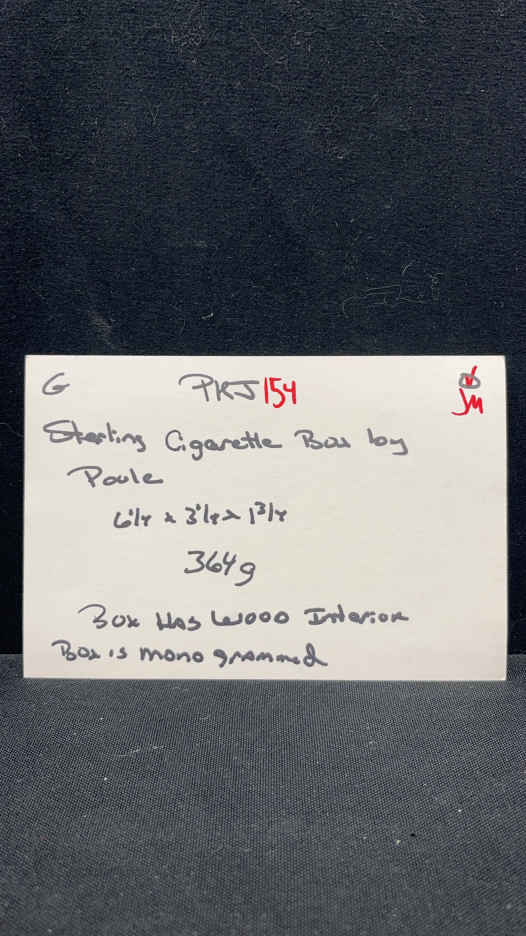 G PKJ154 JM
Sterling Cigarette Box by
Poule
6 1/4 x 3 1/4 x 1 3/4
364g
Box Has Wood Interior
Box is monogrammed